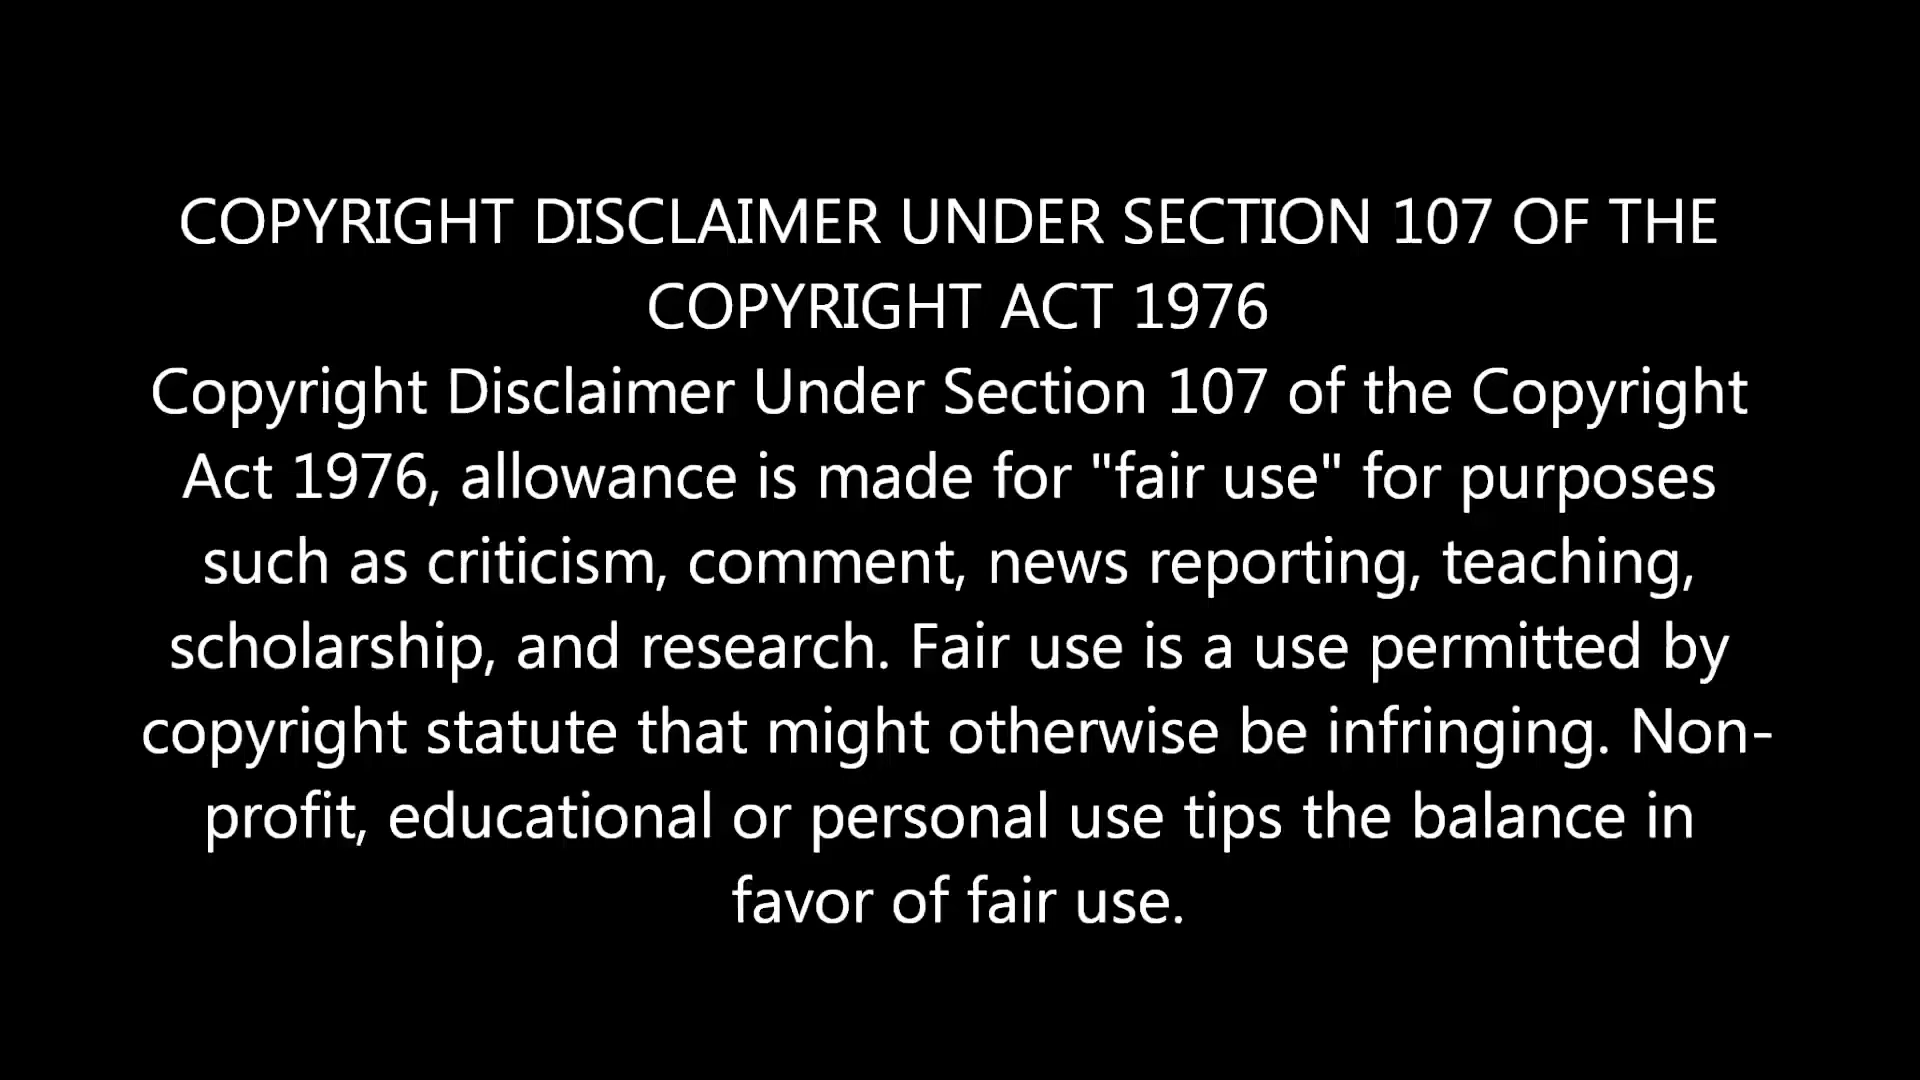 COPYRIGHT DISCLAIMER UNDER SECTION 107 OF THE
COPYRIGHT ACT 1976
Copyright Disclaimer Under Section 107 of the Copyright
Act 1976, allowance is made for "fair use" for purposes
such as criticism, comment, news reporting, teaching,
scholarship, and research. Fair use is a use permitted by
copyright statute that might otherwise be infringing. Non-
profit, educational or personal use tips the balance in
favor of fair use.